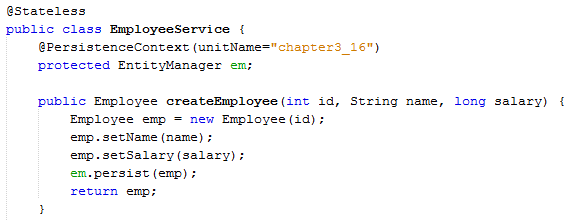 @Stateless
public class EmployeeService {
    @PersistenceContext(unitName="chapter3_16")
    protected EntityManager em;

    public Employee createEmployee(int id, String name, long salary) {
        Employee emp = new Employee(id);
        emp.setName(name);
        emp.setSalary(salary);
        em.persist(emp);
        return emp;
    }